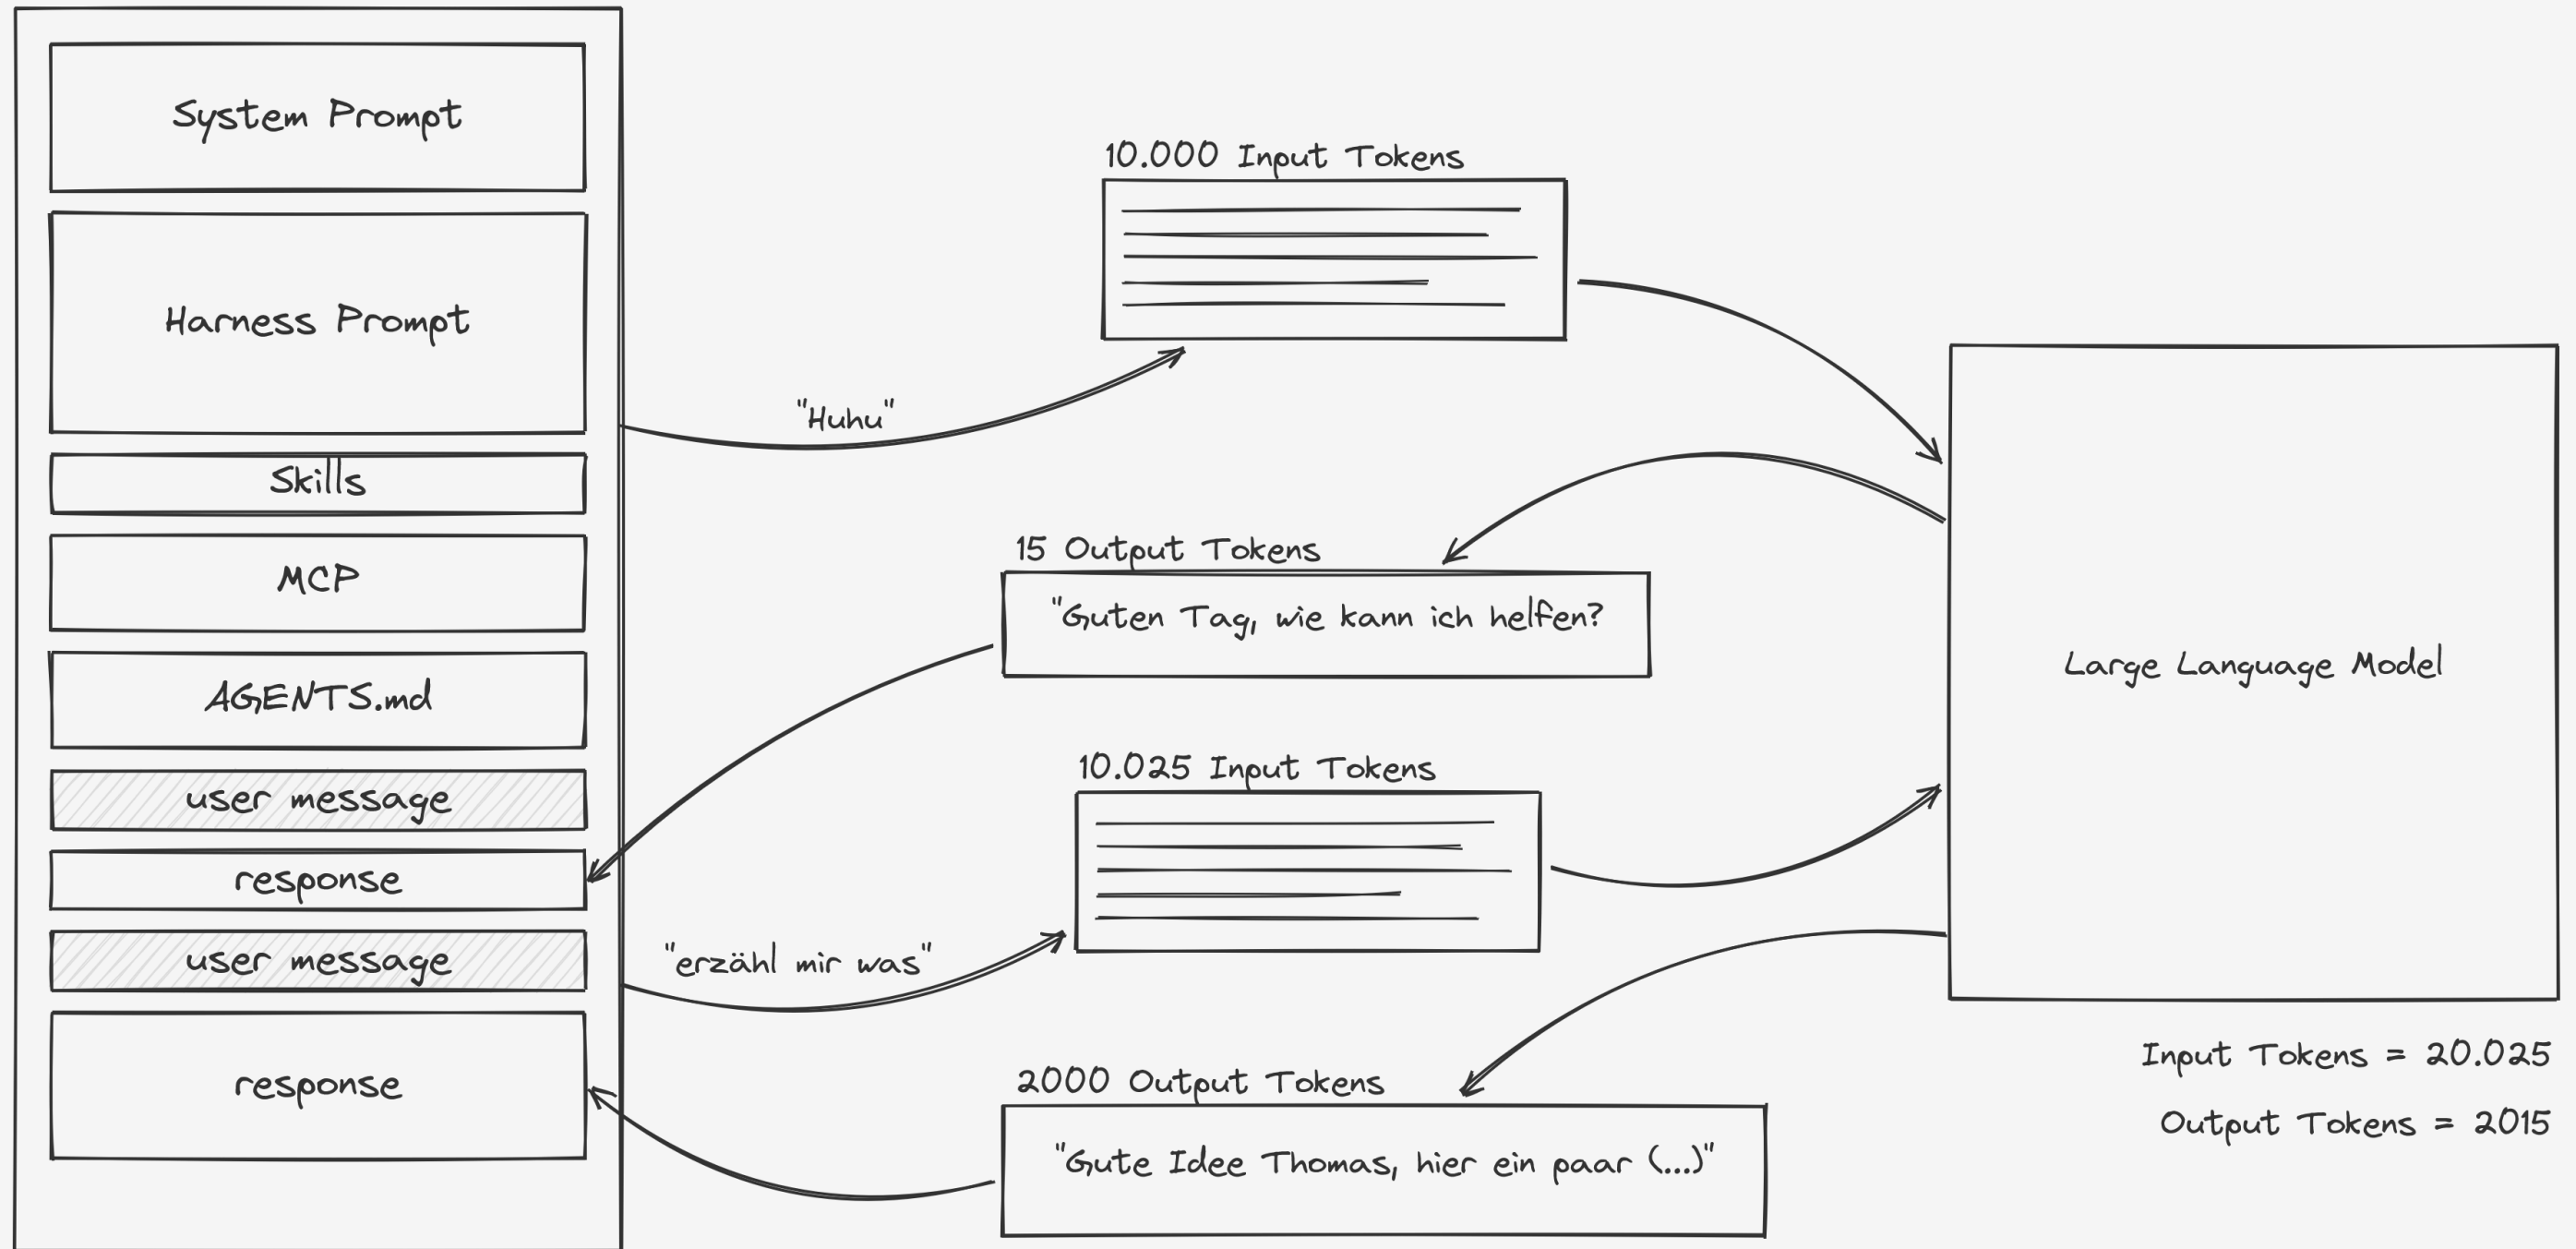 System Prompt
Harness Prompt
Skills
MCP
AGENTS.md
user message
response
user message
response
"Huhu"
10.000 Input Tokens
15 Output Tokens
"Guten Tag, wie kann ich helfen?
"erzähl mir was"
10.025 Input Tokens
2000 Output Tokens
"Gute Idee Thomas, hier ein paar (...)"
Large Language Model
Input Tokens = 20.025
Output Tokens = 2015